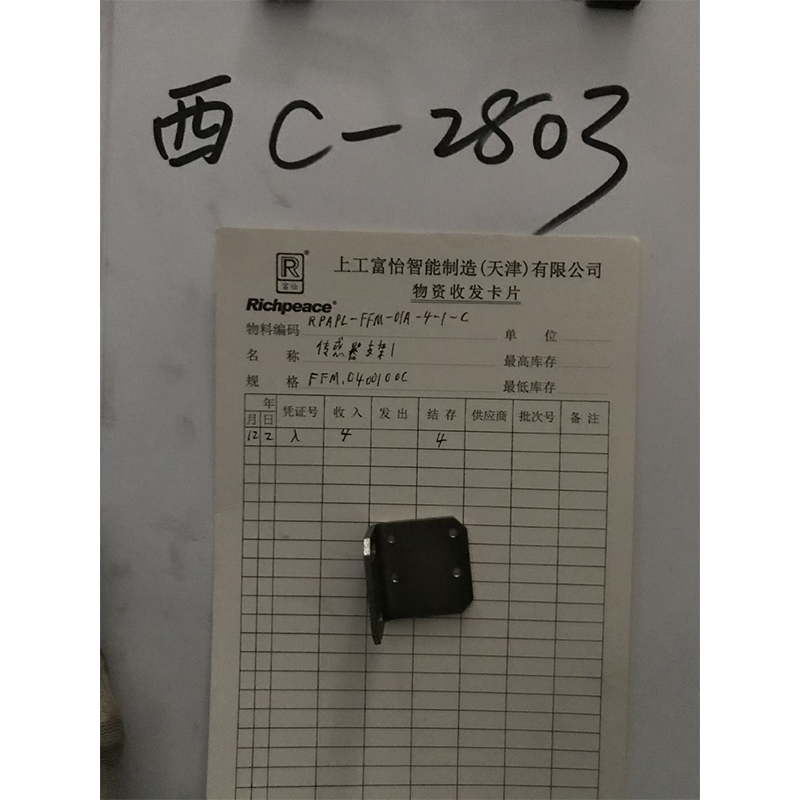 西C-2803
R®
富怡
Richpeace®
上工富怡智能制造(天津)有限公司
物资收发卡片
物料编码 RPAPL-FFM-01A-4-1-C 单 位
名 称 传感器支架1 最高库存
规 格 FFM.0400100C 最低库存
年 凭证号 收入 发出 结存 供应商 批次号 备注
月 日
12 2 入 4 4